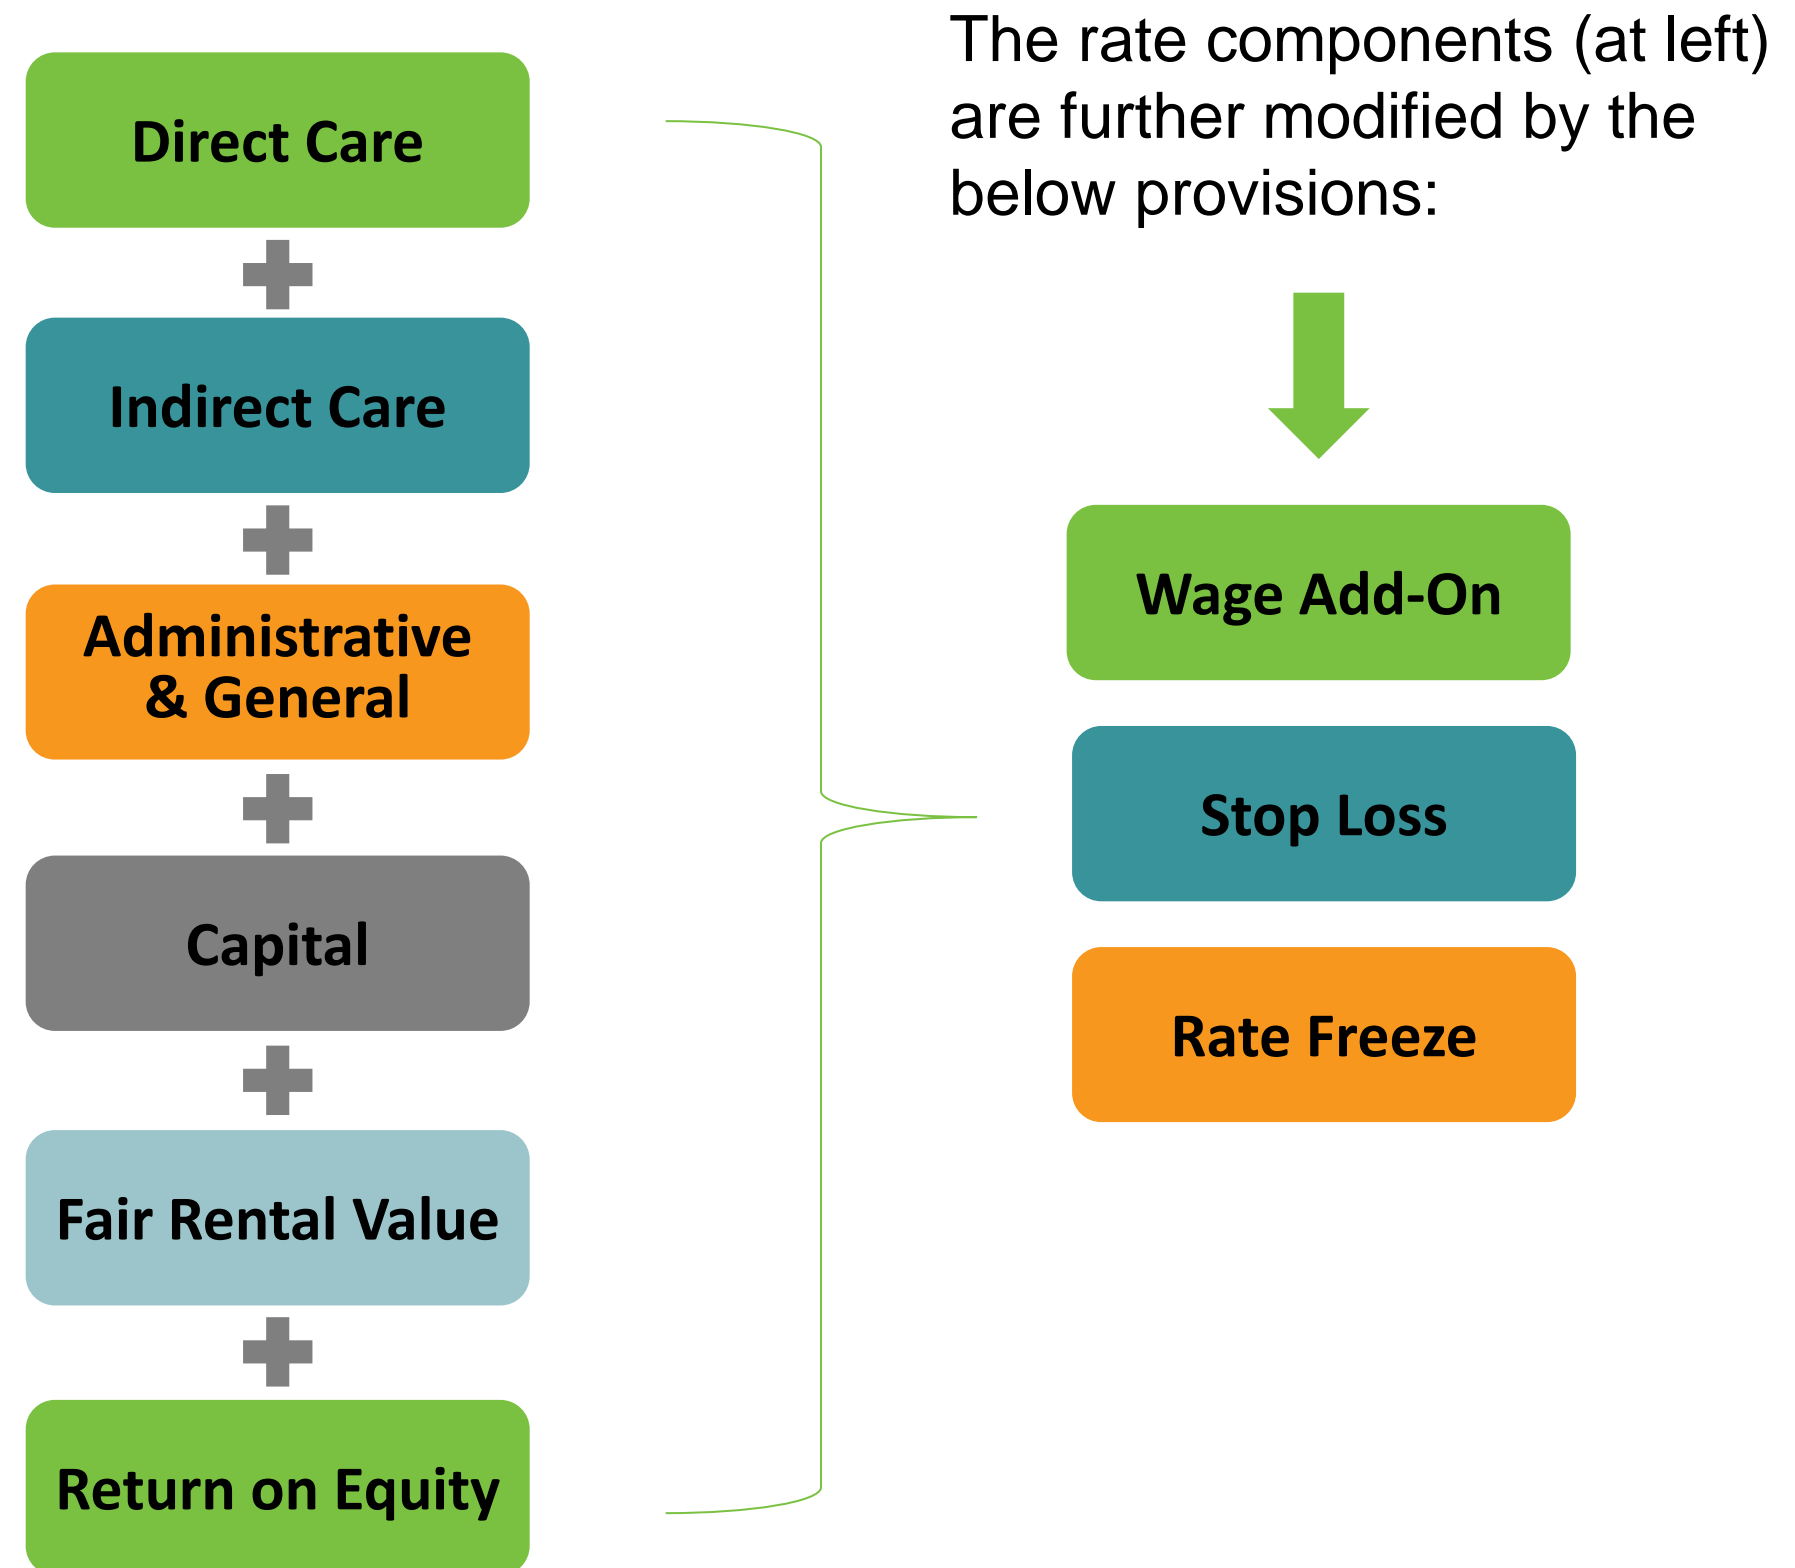 Direct Care
Indirect Care
Administrative
& General
Capital
Fair Rental Value
Return on Equity
The rate components (at left)
are further modified by the
below provisions:
Wage Add-On
Stop Loss
Rate Freeze